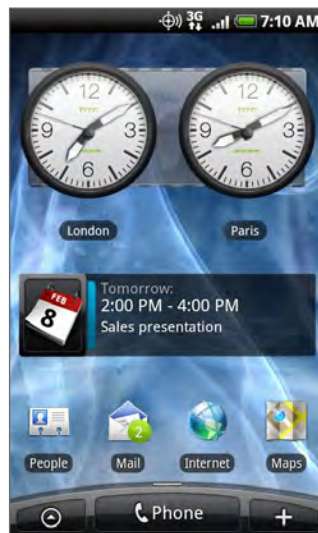 3G 7:10 AM
12 12
9 3 9 3
6 6
London Paris
FEB
8
Tomorrow:
2:00 PM - 4:00 PM
Sales presentation
2
People Mail Internet Maps
Phone